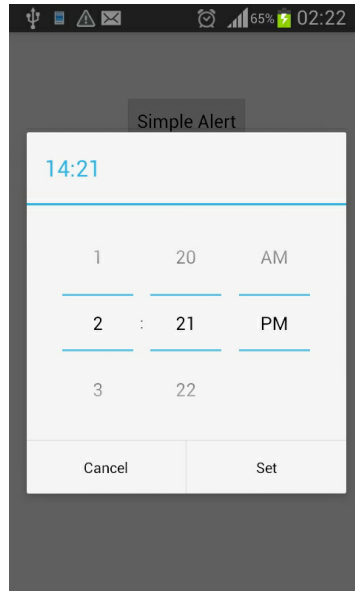 65% 02:22
Simple Alert
14:21
1 20 AM
2 : 21 PM
3 22
Cancel Set